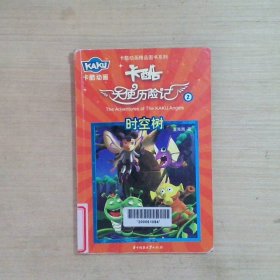 KAKU
卡酷动画
卡酷动画精品图书系列
卡酷
天使历险记 2
The Adventures of The KAKU Angels
时空树